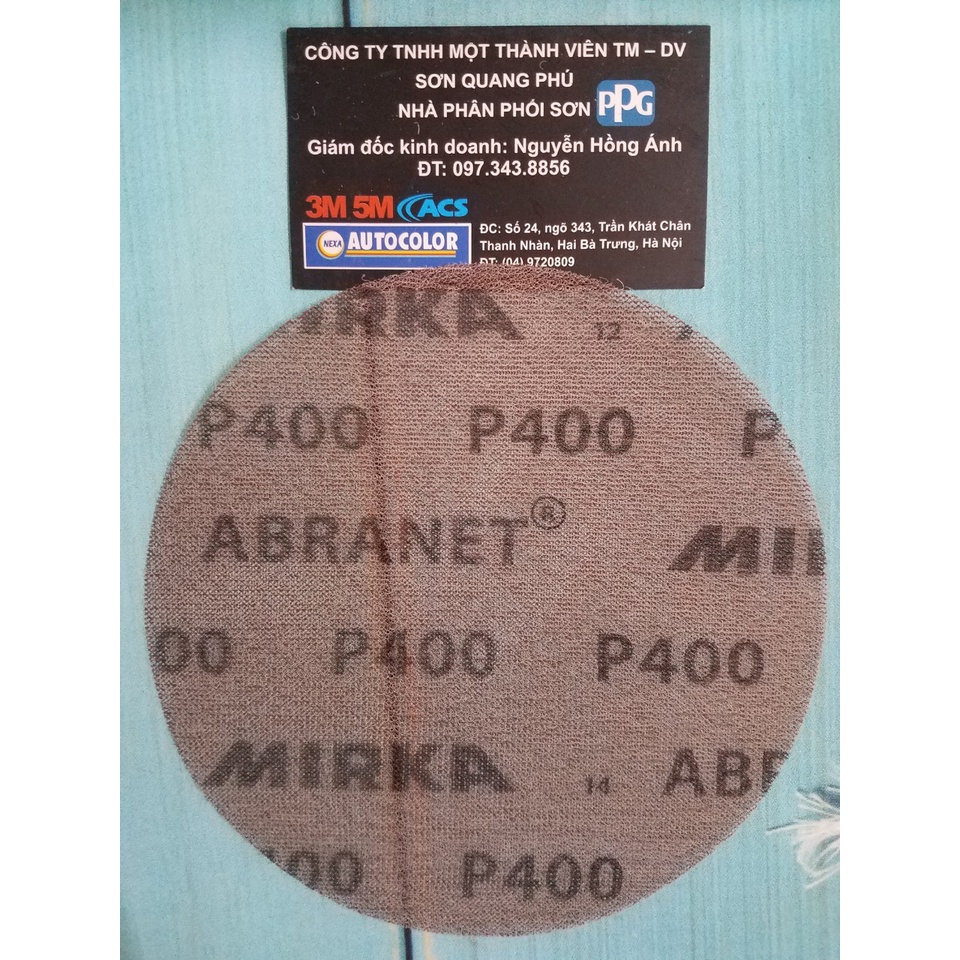 CÔNG TY TNHH MỘT THÀNH VIÊN TM – DV
SƠN QUANG PHÚ
NHÀ PHÂN PHỐI SƠN PPG
Giám đốc kinh doanh: Nguyễn Hồng Ánh
ĐT: 097.343.8856
3M 5M ACS
NEXA AUTOCOLOR
ĐC: Số 24, ngõ 343, Trần Khát Chân
Thanh Nhàn, Hai Bà Trưng, Hà Nội
ĐT: (04) 9720809
IRKA 12
P400 P400 P
ABRANET® MI
00 P400 P400
MIRKA 14 ABR
00 P400